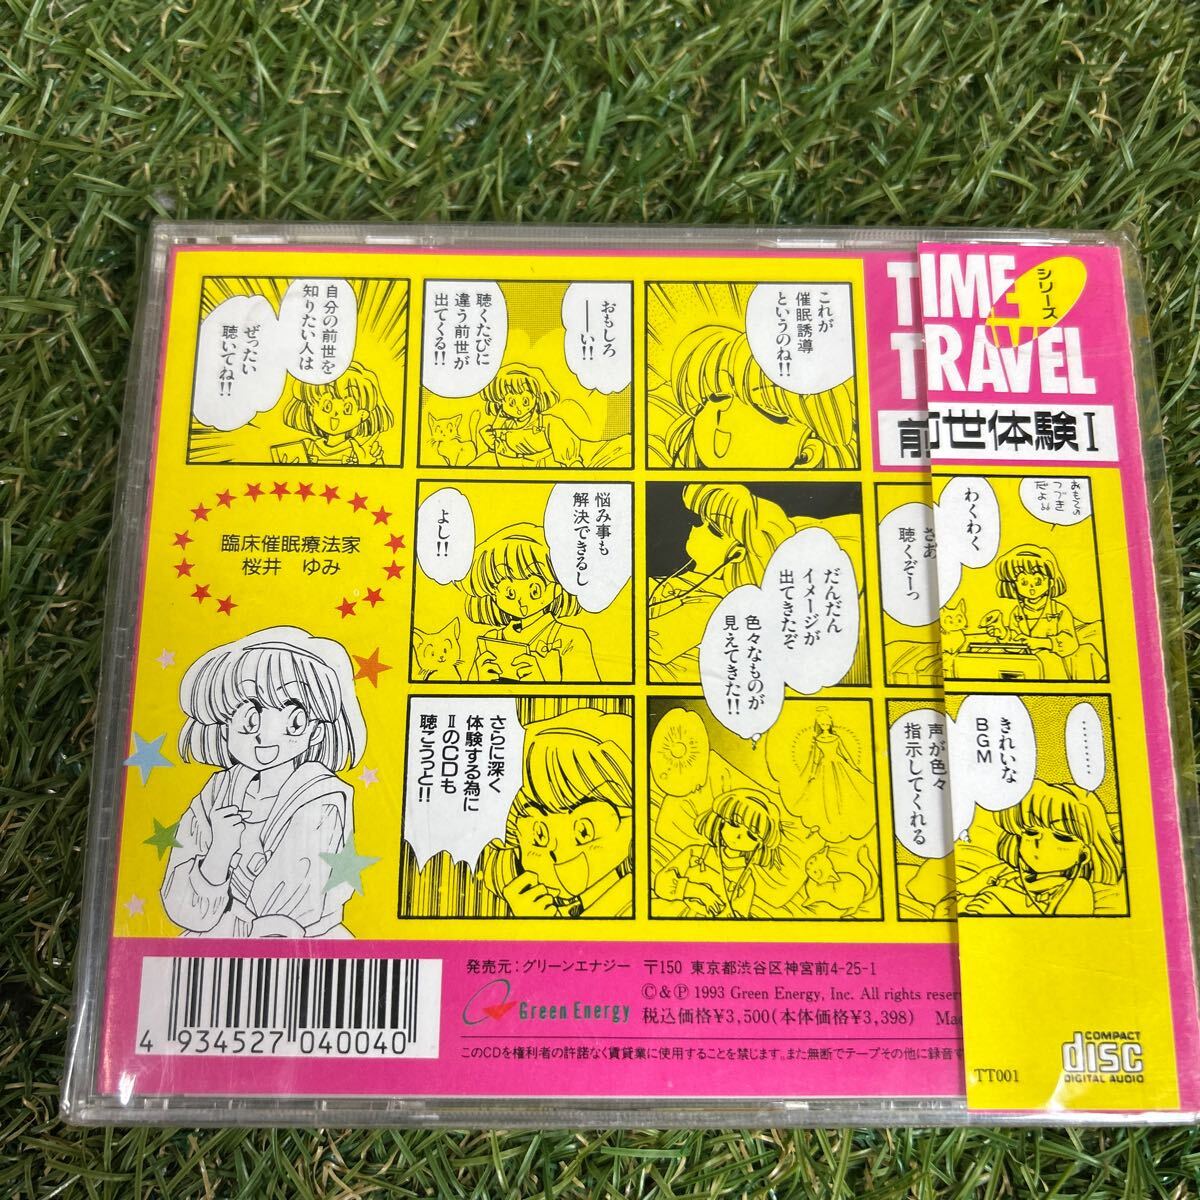 TIME
TRAVEL
シリーズ
前世体験Ⅰ
わくわく
さあ
聴くぞーっ
………
きれいな
BGM
声が色々
指示してくれる
これが
催眠誘導
というのね!!
だんだん
イメージが
出てきたぞ
色々なものが
見えてきた!!
おもしろ
──い!!
聴くたびに
違う前世が
出てくる!!
悩み事も
解決できるし
よし!!
さらに深く
体験する為に
ⅡのCDも
聴こうっと!!
自分の前世を
知りたい人は
ぜったい
聴いてね!!
臨床催眠療法家
桜井 ゆみ
4 934527 040040
発売元:グリーンエナジー 〒150 東京都渋谷区神宮前4-25-1
Green Energy
©&Ⓟ 1993 Green Energy, Inc. All rights reser
税込価格¥3,500(本体価格¥3,398) Mad
このCDを権利者の許諾なく賃貸業に使用することを禁じます。また無断でテープその他に録音す
TT001
COMPACT
disc
DIGITAL AUDIO